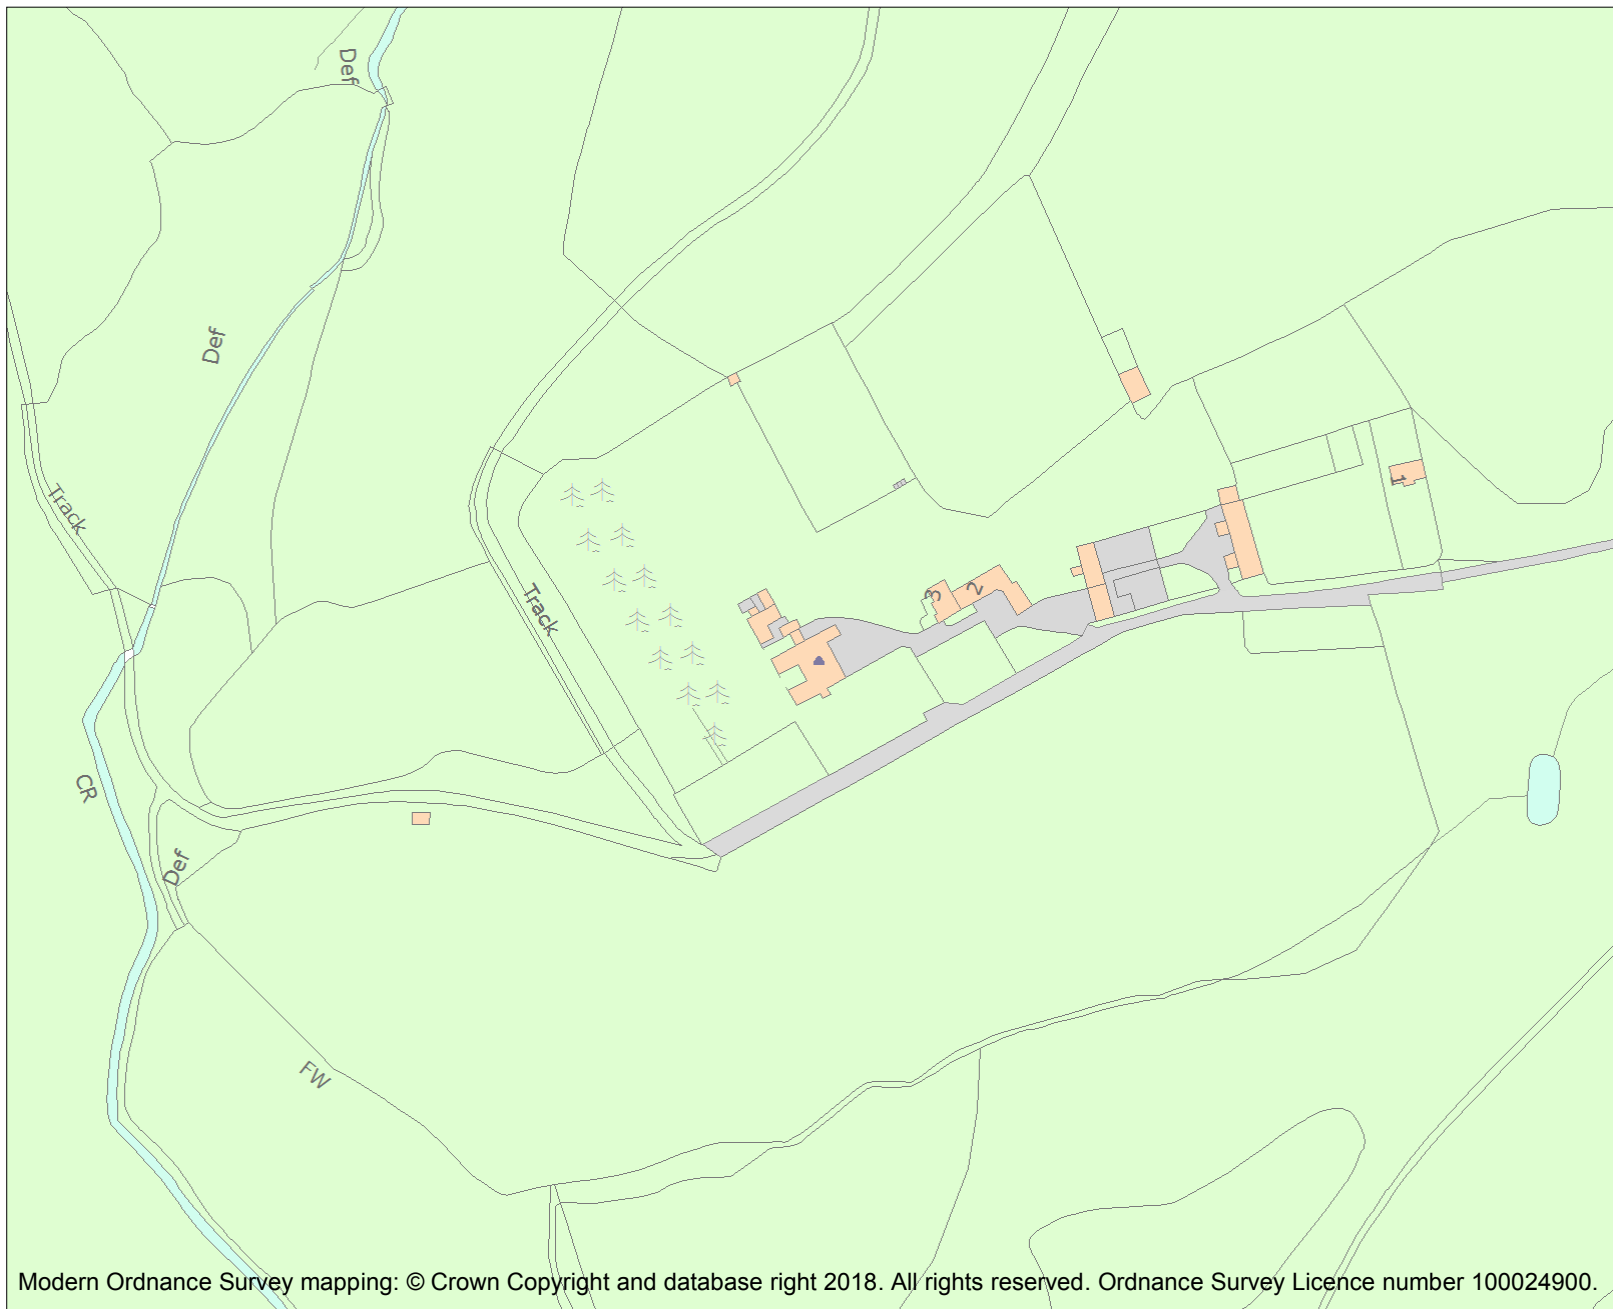 Def
Def
Track
Track
1
2
3
CR
Def
FW
Modern Ordnance Survey mapping: © Crown Copyright and database right 2018. All rights reserved. Ordnance Survey Licence number 100024900.